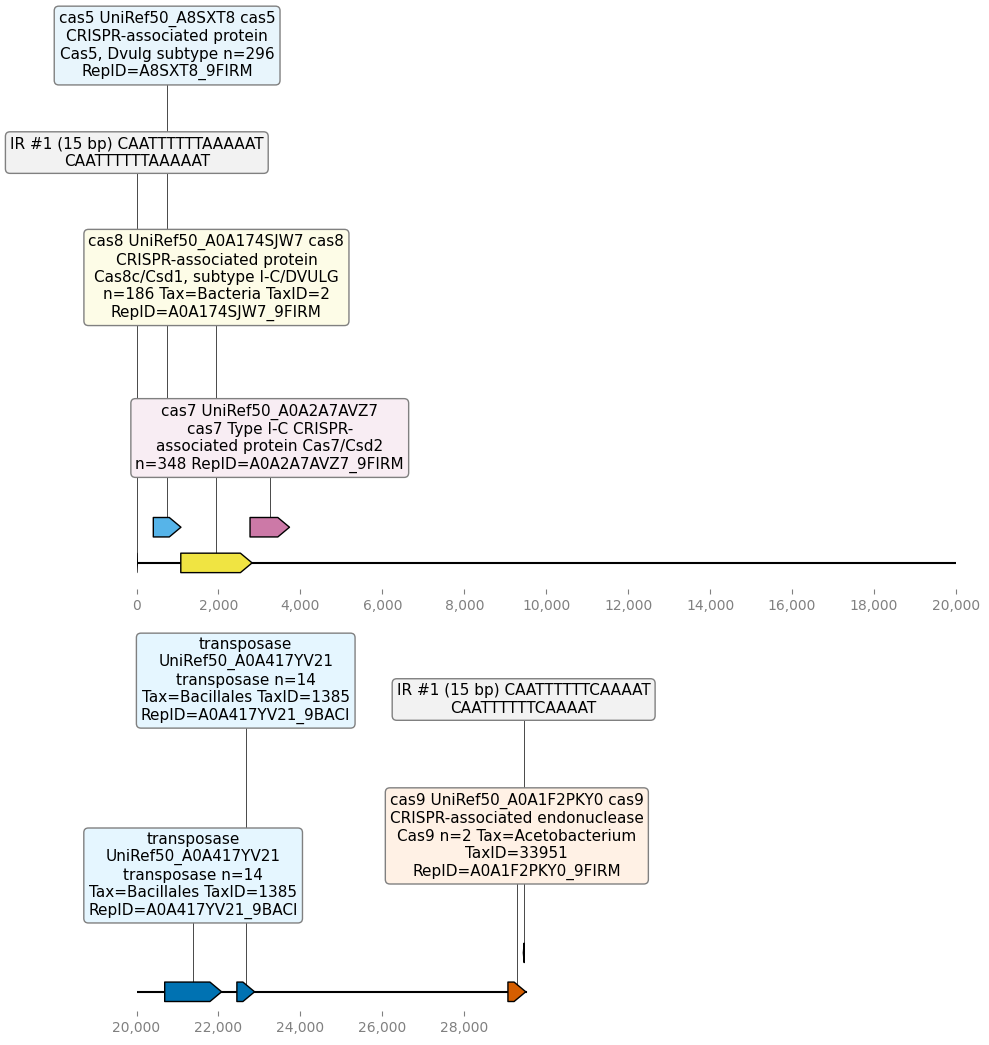 cas5 UniRef50_A8SXT8 cas5
CRISPR-associated protein
Cas5, Dvulg subtype n=296
RepID=A8SXT8_9FIRM
IR #1 (15 bp) CAATTTTTTAAAAAT
CAATTTTTTAAAAAT
cas8 UniRef50_A0A174SJW7 cas8
CRISPR-associated protein
Cas8c/Csd1, subtype I-C/DVULG
n=186 Tax=Bacteria TaxID=2
RepID=A0A174SJW7_9FIRM
cas7 UniRef50_A0A2A7AVZ7
cas7 Type I-C CRISPR-
associated protein Cas7/Csd2
n=348 RepID=A0A2A7AVZ7_9FIRM
0 2,000 4,000 6,000 8,000 10,000 12,000 14,000 16,000 18,000 20,000
transposase
UniRef50_A0A417YV21
transposase n=14
Tax=Bacillales TaxID=1385
RepID=A0A417YV21_9BACI
IR #1 (15 bp) CAATTTTTTCAAAAT
CAATTTTTTCAAAAT
cas9 UniRef50_A0A1F2PKY0 cas9
CRISPR-associated endonuclease
Cas9 n=2 Tax=Acetobacterium
TaxID=33951
RepID=A0A1F2PKY0_9FIRM
transposase
UniRef50_A0A417YV21
transposase n=14
Tax=Bacillales TaxID=1385
RepID=A0A417YV21_9BACI
20,000 22,000 24,000 26,000 28,000